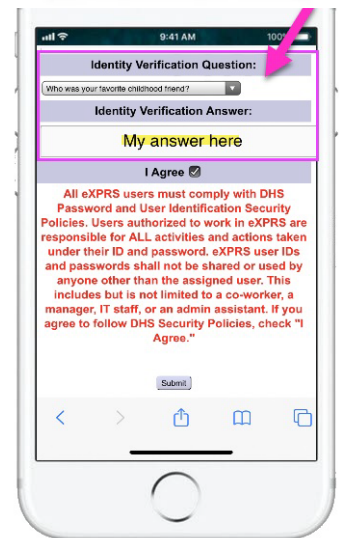 9:41 AM
100%
Identity Verification Question:
Who was your favorite childhood friend?
Identity Verification Answer:
My answer here
I Agree
All eXPRS users must comply with DHS
Password and User Identification Security
Policies. Users authorized to work in eXPRS are
responsible for ALL activities and actions taken
under their ID and password. eXPRS user IDs
and passwords shall not be shared or used by
anyone other than the assigned user. This
includes but is not limited to a co-worker, a
manager, IT staff, or an admin assistant. If you
agree to follow DHS Security Policies, check "I
Agree."
Submit